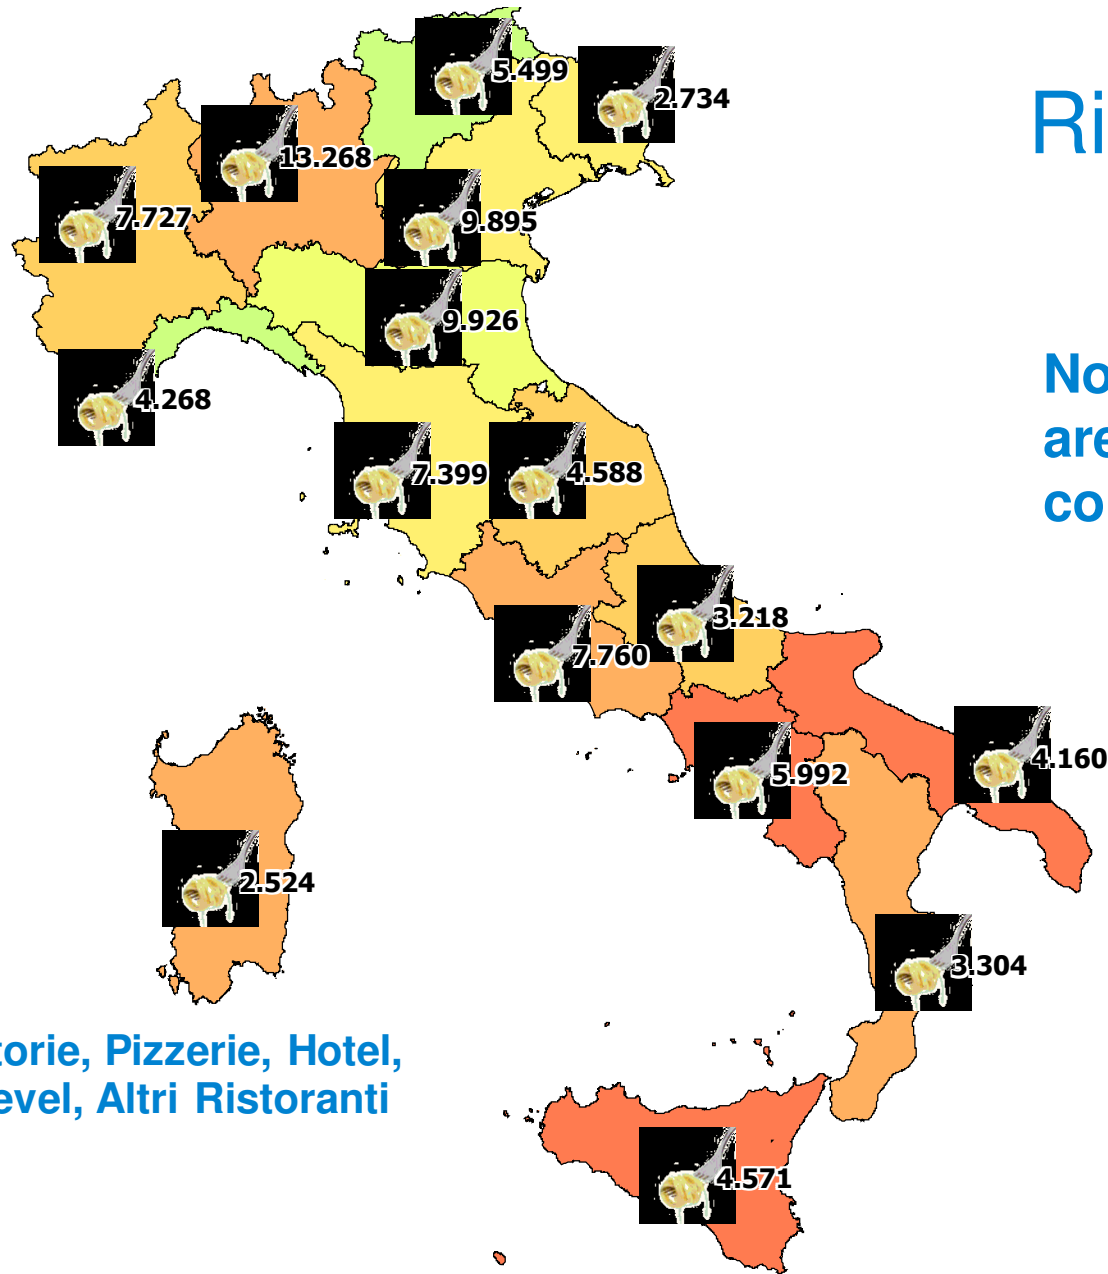 5.499
2.734
Ri
13.268
7.727
9.895
9.926
No
4.268
are
7.399
4.588
co
3.218
7.760
4.160
5.992
2.524
3.304
torie, Pizzerie, Hotel,
evel, Altri Ristoranti
4.571